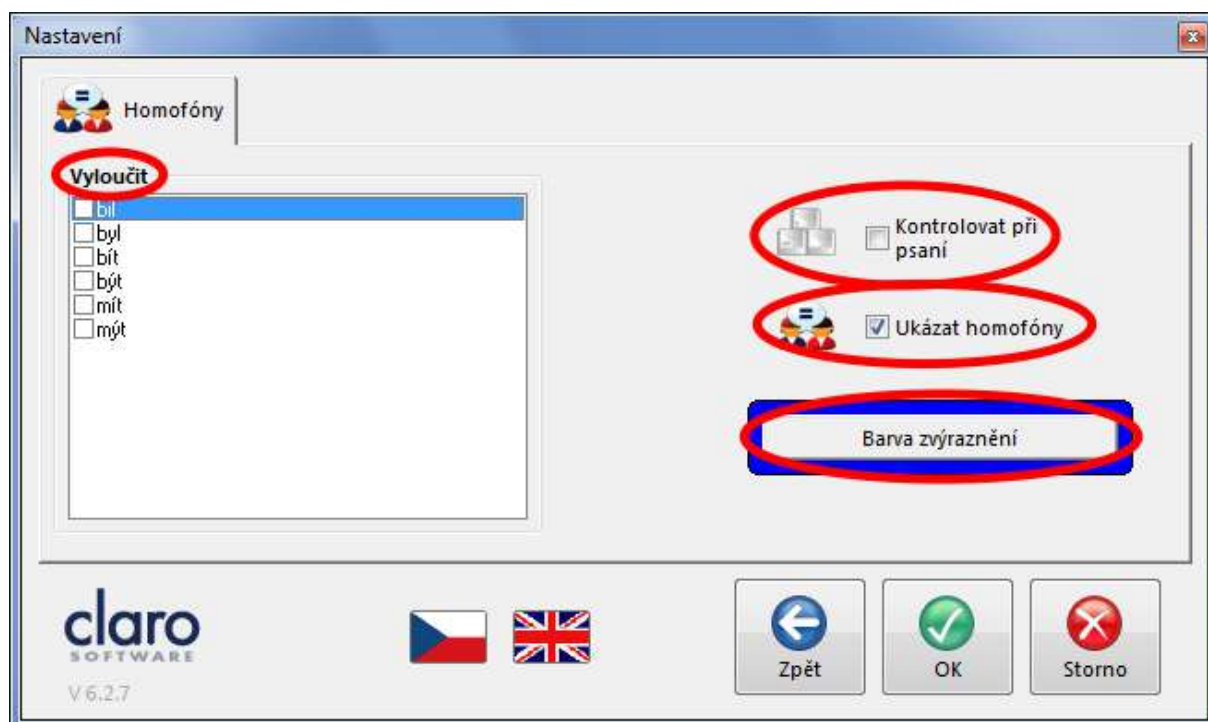 Nastavení
Homofóny
Vyloučit
bil
byl
bít
být
mít
mýt
Kontrolovat při
psaní
Ukázat homofóny
Barva zvýraznění
claro
SOFTWARE
V 6.2.7
Zpět
OK
Storno